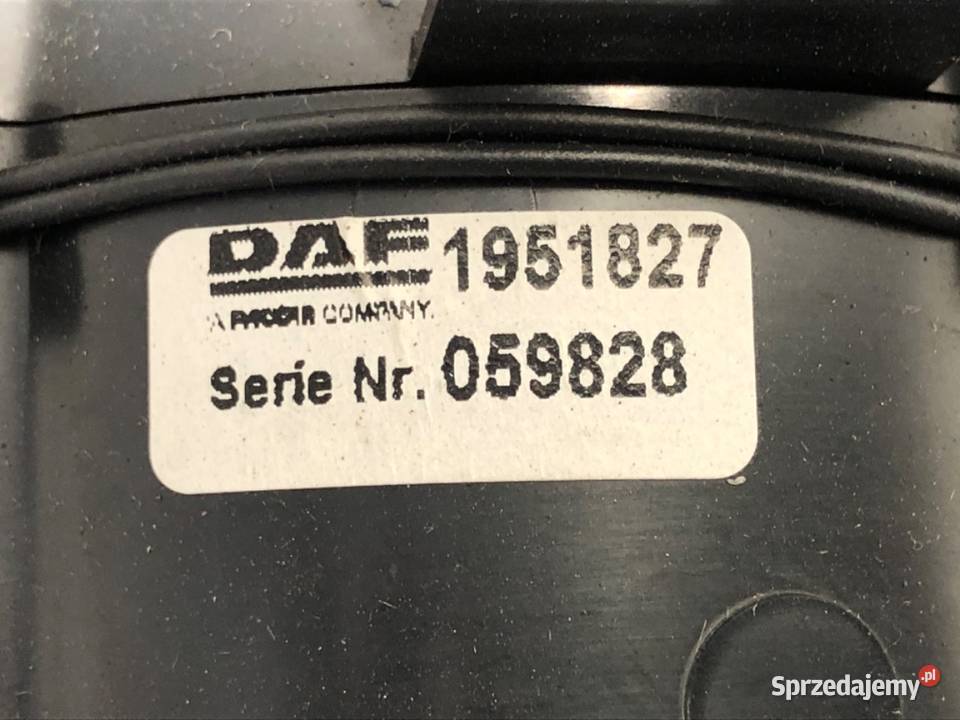 DAF 1951827
A PACCAR COMPANY
Serie Nr. 059828
Sprzedajemy.pl